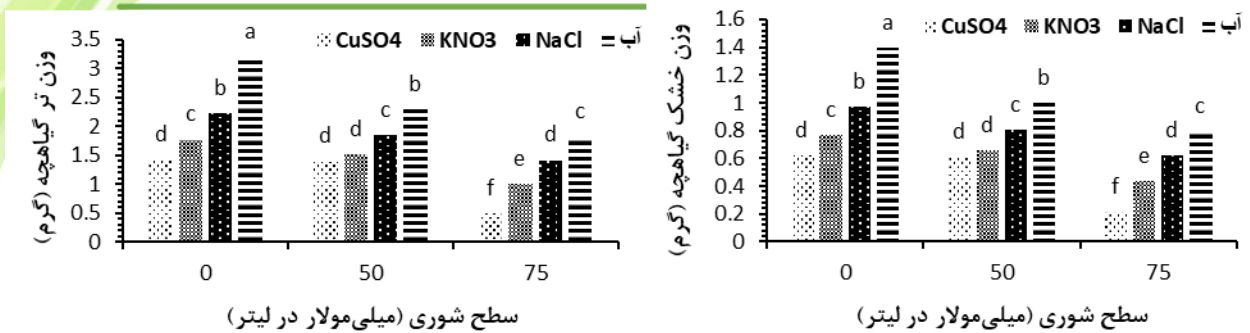 وزن تر گیاهچه (گرم)
CuSO4 KNO3 NaCl آب
3.5
3
2.5
2
1.5
1
0.5
0
d c b a
d d c b
f e d c
0 50 75
سطح شوری (میلی‌مولار در لیتر)
وزن خشک گیاهچه (گرم)
CuSO4 KNO3 NaCl آب
1.6
1.4
1.2
1
0.8
0.6
0.4
0.2
0
d c b a
d d c b
f e d c
0 50 75
سطح شوری (میلی‌مولار در لیتر)